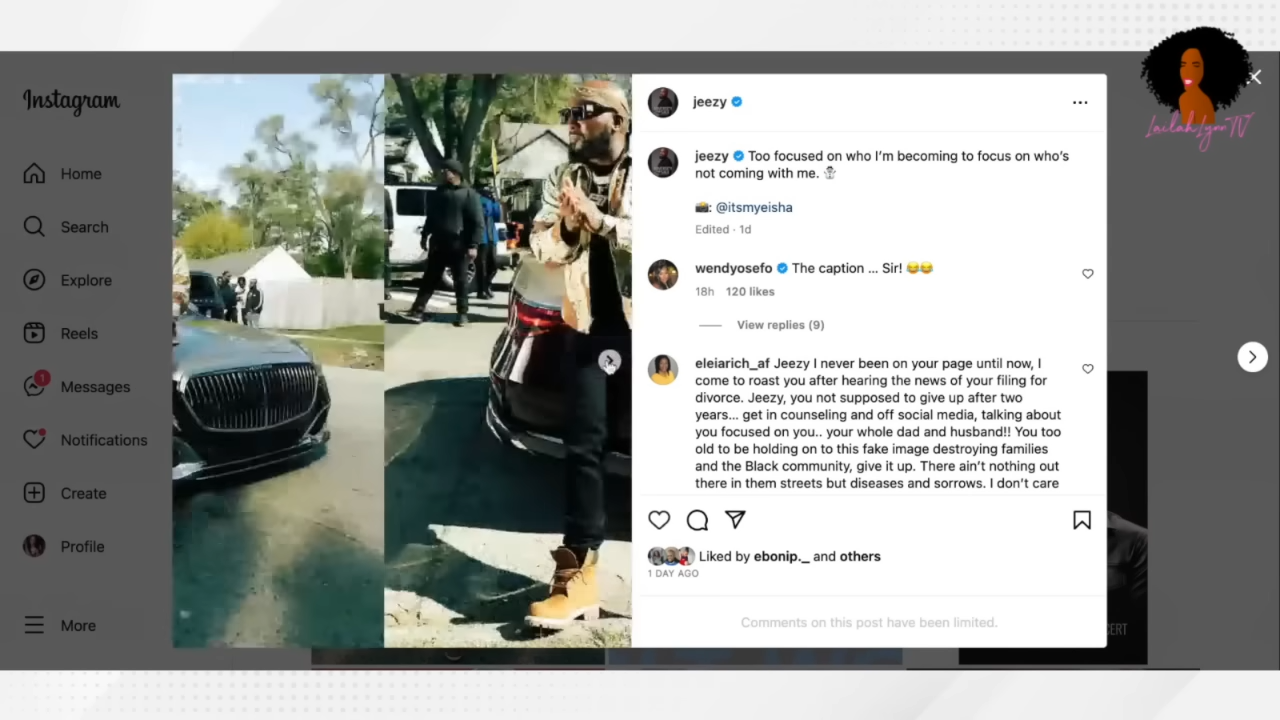 Instagram
Home
Search
Explore
Reels
1
Messages
Notifications
Create
Profile
More
jeezy
jeezy Too focused on who I'm becoming to focus on who's
not coming with me. ☃️
📸: @itsmyeisha
Edited · 1d
wendyosefo The caption ... Sir! 😂😂
18h 120 likes
View replies (9)
eleiarich_af Jeezy I never been on your page until now, I
come to roast you after hearing the news of your filing for
divorce. Jeezy, you not supposed to give up after two
years... get in counseling and off social media, talking about
you focused on you.. your whole dad and husband!! You too
old to be holding on to this fake image destroying families
and the Black community, give it up. There ain't nothing out
there in them streets but diseases and sorrows. I don't care
Liked by ebonip._ and others
1 DAY AGO
Comments on this post have been limited.
LailahLynnTV
CERT